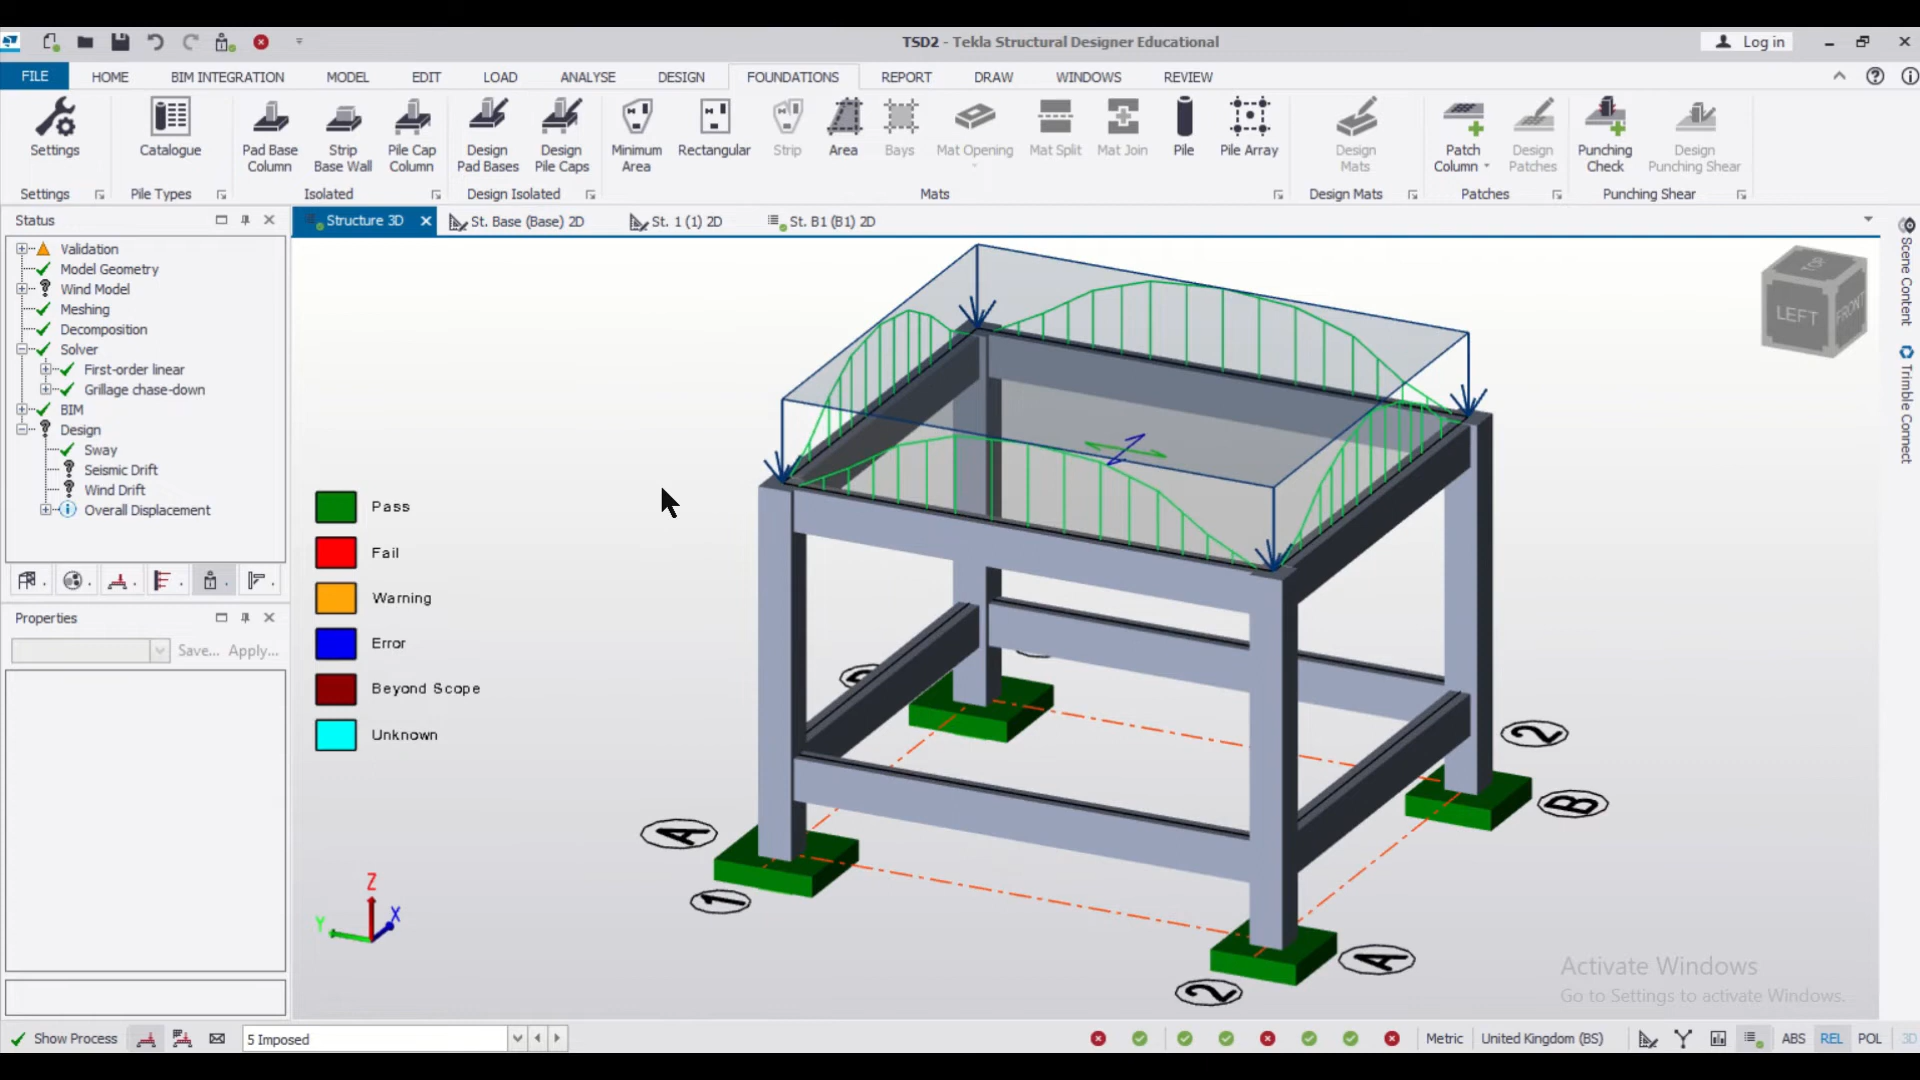 TSD2 - Tekla Structural Designer Educational
Log in
FILE HOME BIM INTEGRATION MODEL EDIT LOAD ANALYSE DESIGN FOUNDATIONS REPORT DRAW WINDOWS REVIEW
Settings
Catalogue
Pad Base
Column
Strip
Base Wall
Pile Cap
Column
Design
Pad Bases
Design
Pile Caps
Minimum
Area
Rectangular
Strip
Area
Bays
Mat Opening
Mat Split
Mat Join
Pile
Pile Array
Design
Mats
Patch
Column
Design
Patches
Punching
Check
Design
Punching Shear
Settings
Pile Types
Isolated
Design Isolated
Mats
Design Mats
Patches
Punching Shear
Status
Structure 3D
St. Base (Base) 2D
St. 1 (1) 2D
St. B1 (B1) 2D
Validation
Model Geometry
Wind Model
Meshing
Decomposition
Solver
First-order linear
Grillage chase-down
BIM
Design
Sway
Seismic Drift
Wind Drift
Overall Displacement
Properties
Save... Apply...
Pass
Fail
Warning
Error
Beyond Scope
Unknown
TOP
LEFT
FRONT
Scene Content
Trimble Connect
2
B
A
1
A
2
Z
Y
X
Activate Windows
Go to Settings to activate Windows.
Show Process
5 Imposed
Metric
United Kingdom (BS)
ABS
REL
POL
3D